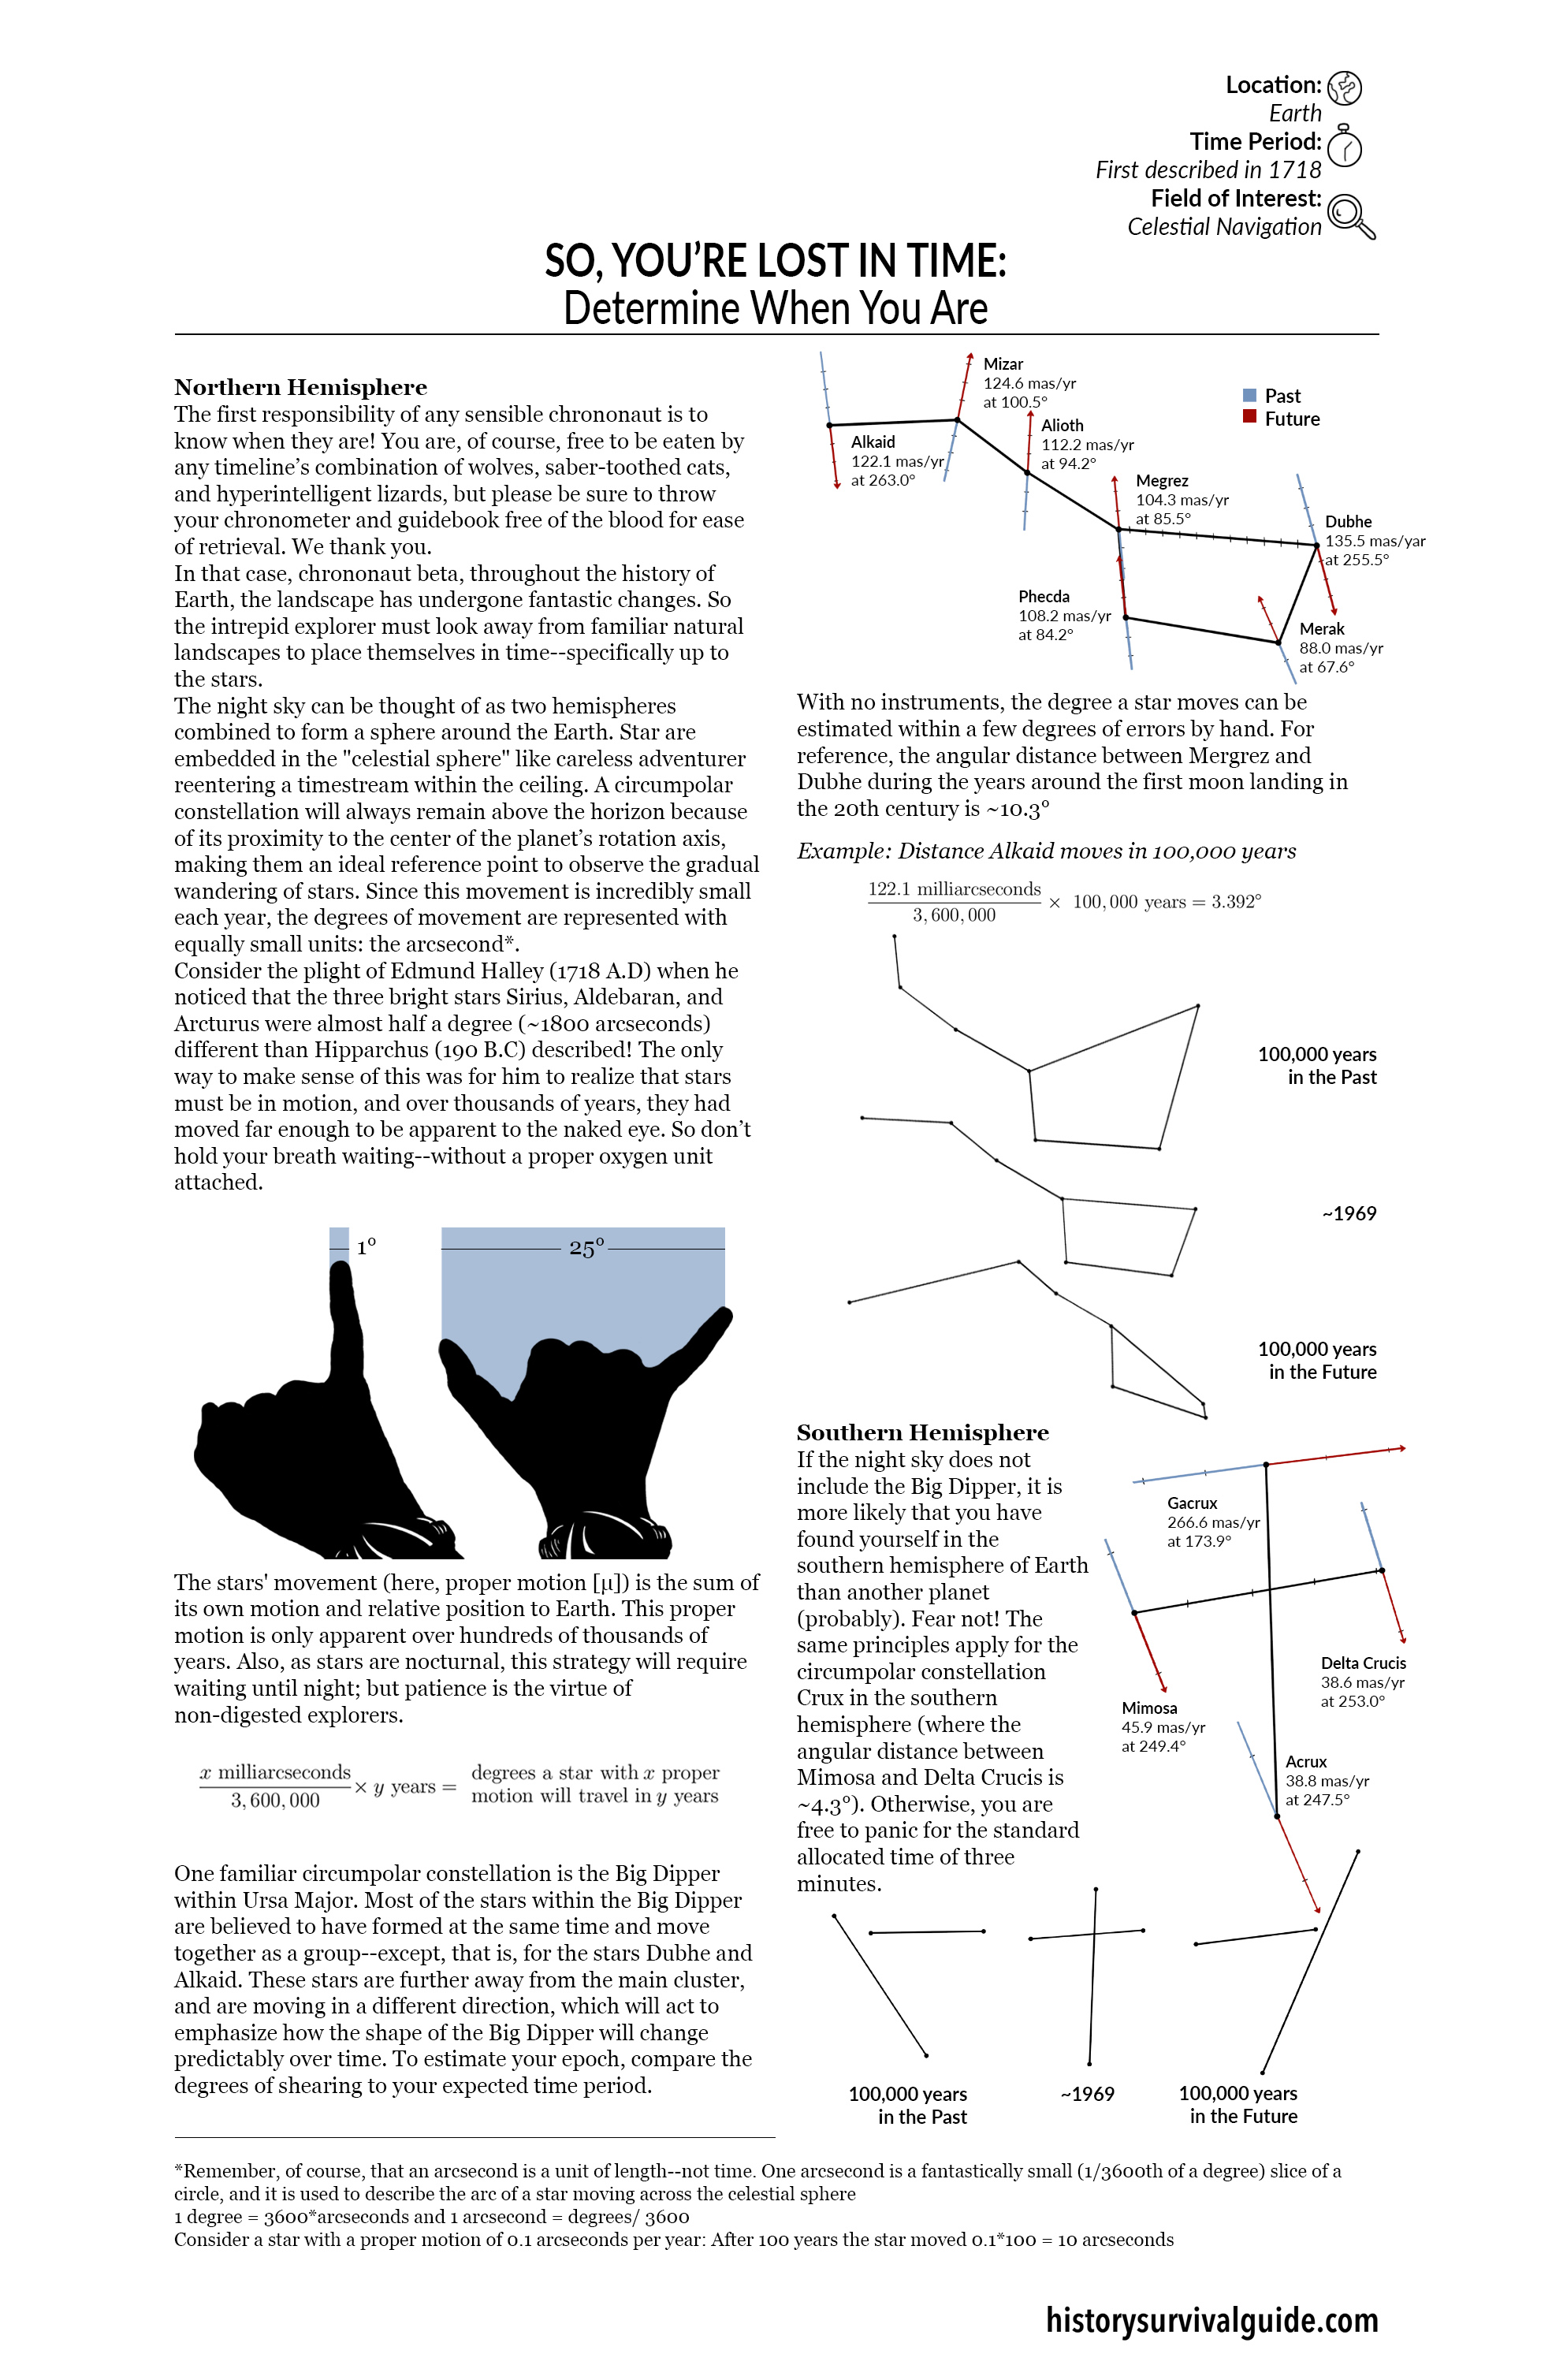 Location:
Earth
Time Period:
First described in 1718
Field of Interest:
Celestial Navigation
SO, YOU'RE LOST IN TIME:
Determine When You Are
Northern Hemisphere
The first responsibility of any sensible chrononaut is to
know when they are! You are, of course, free to be eaten by
any timeline's combination of wolves, saber-toothed cats,
and hyperintelligent lizards, but please be sure to throw
your chronometer and guidebook free of the blood for ease
of retrieval. We thank you.
In that case, chrononaut beta, throughout the history of
Earth, the landscape has undergone fantastic changes. So
the intrepid explorer must look away from familiar natural
landscapes to place themselves in time--specifically up to
the stars.
The night sky can be thought of as two hemispheres
combined to form a sphere around the Earth. Star are
embedded in the "celestial sphere" like careless adventurer
reentering a timestream within the ceiling. A circumpolar
constellation will always remain above the horizon because
of its proximity to the center of the planet's rotation axis,
making them an ideal reference point to observe the gradual
wandering of stars. Since this movement is incredibly small
each year, the degrees of movement are represented with
equally small units: the arcsecond*.
Consider the plight of Edmund Halley (1718 A.D) when he
noticed that the three bright stars Sirius, Aldebaran, and
Arcturus were almost half a degree (~1800 arcseconds)
different than Hipparchus (190 B.C) described! The only
way to make sense of this was for him to realize that stars
must be in motion, and over thousands of years, they had
moved far enough to be apparent to the naked eye. So don't
hold your breath waiting--without a proper oxygen unit
attached.
1°
25°
The stars' movement (here, proper motion [µ]) is the sum of
its own motion and relative position to Earth. This proper
motion is only apparent over hundreds of thousands of
years. Also, as stars are nocturnal, this strategy will require
waiting until night; but patience is the virtue of
non-digested explorers.
x milliarcseconds
3,600,000
× y years =
degrees a star with x proper
motion will travel in y years
One familiar circumpolar constellation is the Big Dipper
within Ursa Major. Most of the stars within the Big Dipper
are believed to have formed at the same time and move
together as a group--except, that is, for the stars Dubhe and
Alkaid. These stars are further away from the main cluster,
and are moving in a different direction, which will act to
emphasize how the shape of the Big Dipper will change
predictably over time. To estimate your epoch, compare the
degrees of shearing to your expected time period.
Mizar
124.6 mas/yr
at 100.5°
Alkaid
122.1 mas/yr
at 263.0°
Alioth
112.2 mas/yr
at 94.2°
Past
Future
Megrez
104.3 mas/yr
at 85.5°
Dubhe
135.5 mas/yar
at 255.5°
Phecda
108.2 mas/yr
at 84.2°
Merak
88.0 mas/yr
at 67.6°
With no instruments, the degree a star moves can be
estimated within a few degrees of errors by hand. For
reference, the angular distance between Mergrez and
Dubhe during the years around the first moon landing in
the 20th century is ~10.3°
Example: Distance Alkaid moves in 100,000 years
122.1 milliarcseconds
3,600,000
× 100,000 years = 3.392°
100,000 years
in the Past
~1969
100,000 years
in the Future
Southern Hemisphere
If the night sky does not
include the Big Dipper, it is
more likely that you have
found yourself in the
southern hemisphere of Earth
than another planet
(probably). Fear not! The
same principles apply for the
circumpolar constellation
Crux in the southern
hemisphere (where the
angular distance between
Mimosa and Delta Crucis is
~4.3°). Otherwise, you are
free to panic for the standard
allocated time of three
minutes.
Gacrux
266.6 mas/yr
at 173.9°
Delta Crucis
38.6 mas/yr
at 253.0°
Mimosa
45.9 mas/yr
at 249.4°
Acrux
38.8 mas/yr
at 247.5°
100,000 years
in the Past
~1969
100,000 years
in the Future
*Remember, of course, that an arcsecond is a unit of length--not time. One arcsecond is a fantastically small (1/3600th of a degree) slice of a
circle, and it is used to describe the arc of a star moving across the celestial sphere
1 degree = 3600*arcseconds and 1 arcsecond = degrees/ 3600
Consider a star with a proper motion of 0.1 arcseconds per year: After 100 years the star moved 0.1*100 = 10 arcseconds
historysurvivalguide.com